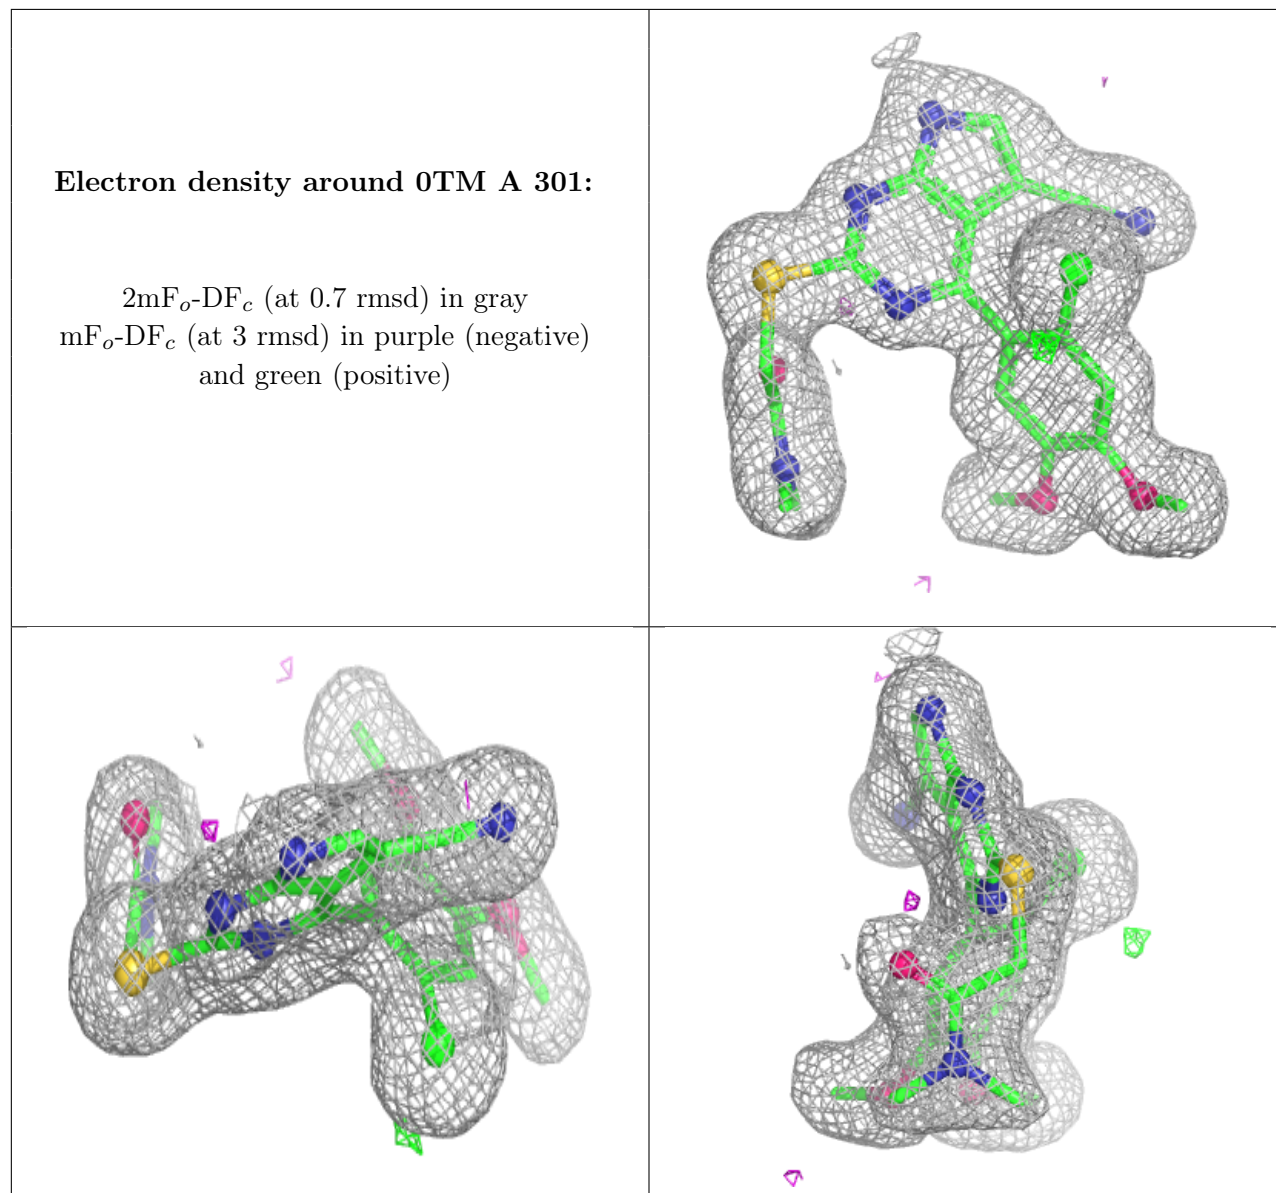 Electron density around 0TM A 301:
2mFo-DFc (at 0.7 rmsd) in gray
mFo-DFc (at 3 rmsd) in purple (negative)
and green (positive)